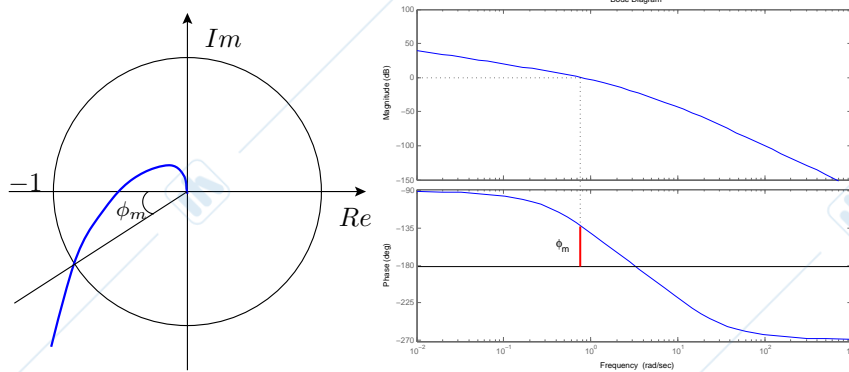 Im
−1
ϕm
Re
Bode Diagram
100
50
0
−50
−100
−150
Magnitude (dB)
−90
−135
−180
−225
−270
Phase (deg)
ϕm
10−2
10−1
100
101
102
Frequency (rad/sec)